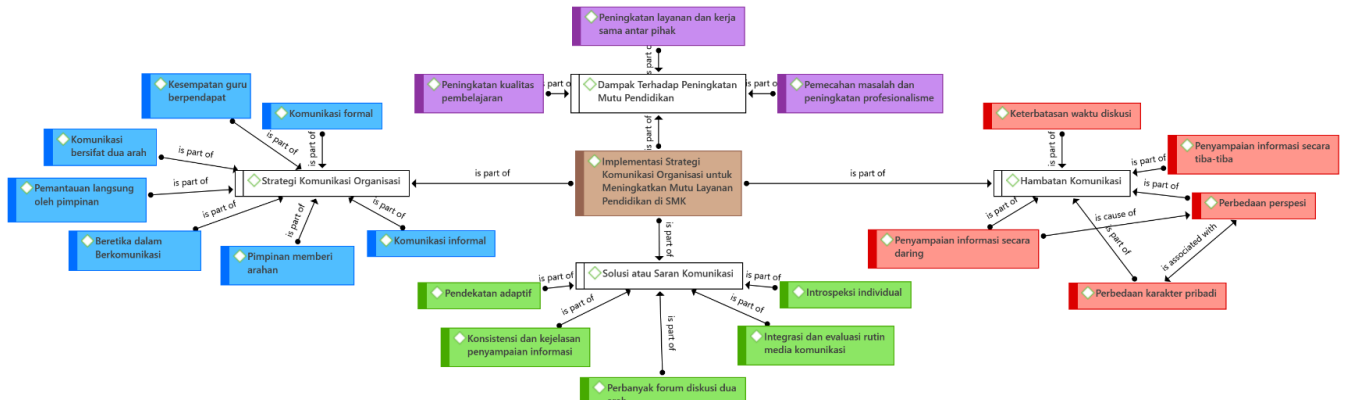 Peningkatan layanan dan kerja
sama antar pihak
is part of
Peningkatan kualitas
pembelajaran
is part of
Dampak Terhadap Peningkatan
Mutu Pendidikan
is part of
Pemecahan masalah dan
peningkatan profesionalisme
is part of
Kesempatan guru
berpendapat
is part of
Komunikasi formal
is part of
Komunikasi
bersifat dua arah
is part of
Pemantauan langsung
oleh pimpinan
is part of
Strategi Komunikasi Organisasi
is part of
Beretika dalam
Berkomunikasi
is part of
Pimpinan memberi
arahan
is part of
Komunikasi informal
is part of
Implementasi Strategi
Komunikasi Organisasi untuk
Meningkatkan Mutu Layanan
Pendidikan di SMK
is part of
Keterbatasan waktu diskusi
is part of
Penyampaian informasi secara
tiba-tiba
is part of
Hambatan Komunikasi
is part of
Perbedaan perspesi
is part of
is cause of
Penyampaian informasi secara
daring
is part of
is associated with
Perbedaan karakter pribadi
is part of
Solusi atau Saran Komunikasi
is part of
Pendekatan adaptif
is part of
Introspeksi individual
is part of
Konsistensi dan kejelasan
penyampaian informasi
is part of
Integrasi dan evaluasi rutin
media komunikasi
is part of
Perbanyak forum diskusi dua